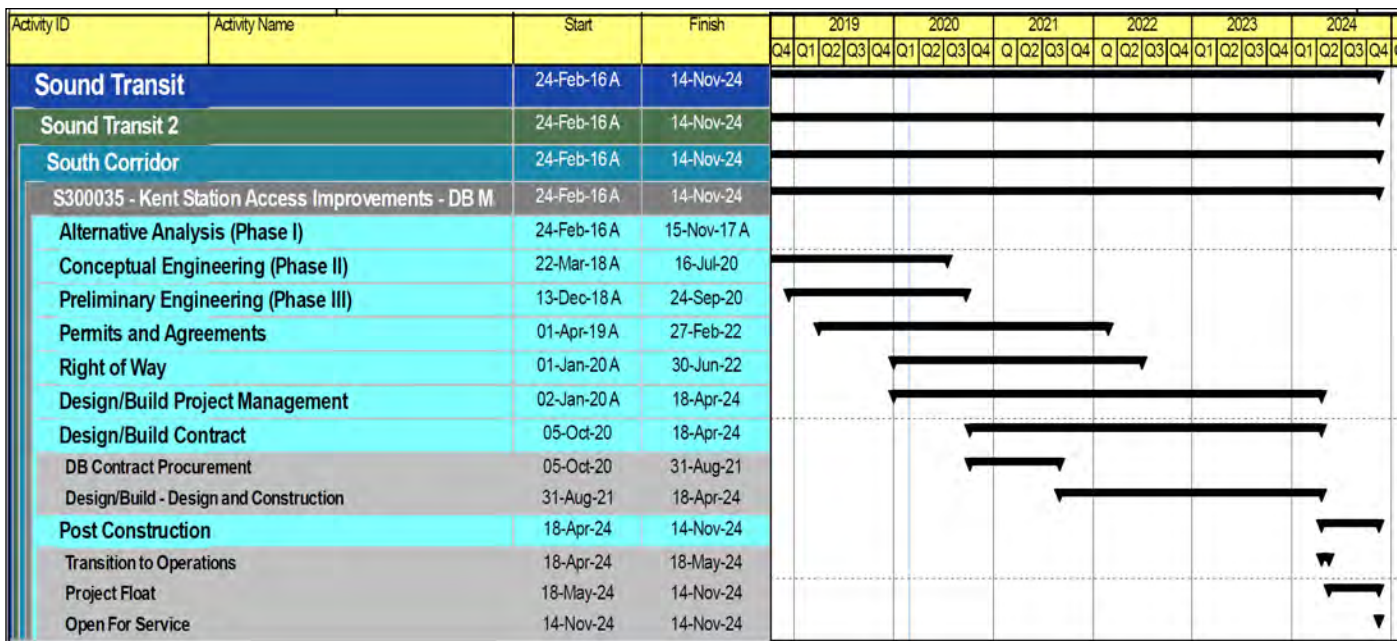 Activity ID Activity Name Start Finish 2019 2020 2021 2022 2023 2024
Q4 Q1 Q2 Q3 Q4 Q1 Q2 Q3 Q4 Q Q2 Q3 Q4 Q Q2 Q3 Q4 Q1 Q2 Q3 Q4 Q1 Q2 Q3 Q4
Sound Transit 24-Feb-16 A 14-Nov-24
Sound Transit 2 24-Feb-16 A 14-Nov-24
South Corridor 24-Feb-16 A 14-Nov-24
S300035 - Kent Station Access Improvements - DB M 24-Feb-16 A 14-Nov-24
Alternative Analysis (Phase I) 24-Feb-16 A 15-Nov-17 A
Conceptual Engineering (Phase II) 22-Mar-18 A 16-Jul-20
Preliminary Engineering (Phase III) 13-Dec-18 A 24-Sep-20
Permits and Agreements 01-Apr-19 A 27-Feb-22
Right of Way 01-Jan-20 A 30-Jun-22
Design/Build Project Management 02-Jan-20 A 18-Apr-24
Design/Build Contract 05-Oct-20 18-Apr-24
DB Contract Procurement 05-Oct-20 31-Aug-21
Design/Build - Design and Construction 31-Aug-21 18-Apr-24
Post Construction 18-Apr-24 14-Nov-24
Transition to Operations 18-Apr-24 18-May-24
Project Float 18-May-24 14-Nov-24
Open For Service 14-Nov-24 14-Nov-24